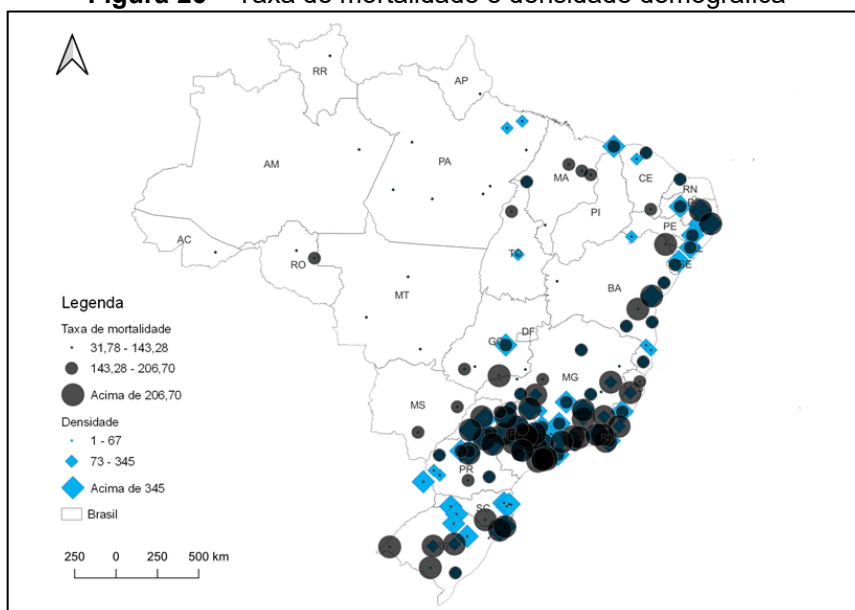 Taxa de mortalidade e densidade demográfica
RR
AP
AM
PA
MA
CE
RN
PI
PE
AC
RO
TO
SE
BA
MT
DF
GO
MG
MS
PR
SC
Legenda
Taxa de mortalidade
31,78 - 143,28
143,28 - 206,70
Acima de 206,70
Densidade
1 - 67
73 - 345
Acima de 345
Brasil
250 0 250 500 km